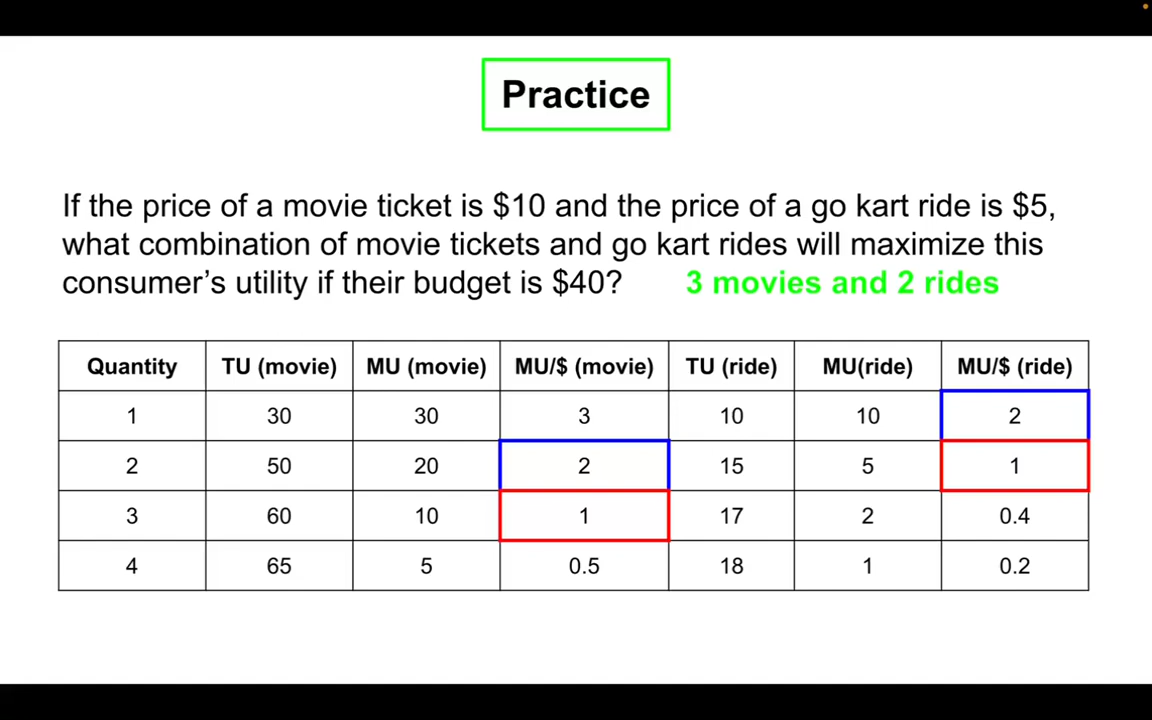 Practice
If the price of a movie ticket is $10 and the price of a go kart ride is $5,
what combination of movie tickets and go kart rides will maximize this
consumer’s utility if their budget is $40? 3 movies and 2 rides
Quantity TU (movie) MU (movie) MU/$ (movie) TU (ride) MU(ride) MU/$ (ride)
1 30 30 3 10 10 2
2 50 20 2 15 5 1
3 60 10 1 17 2 0.4
4 65 5 0.5 18 1 0.2